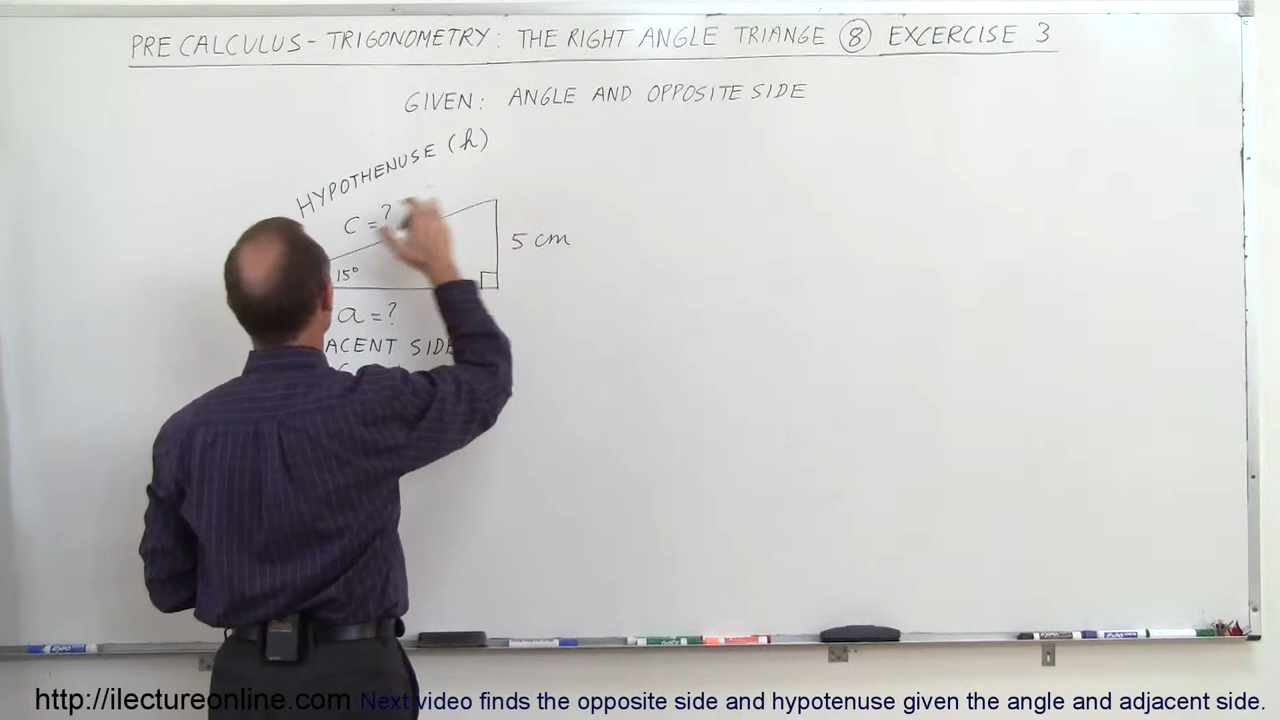 PRE CALCULUS - TRIGONOMETRY: THE RIGHT ANGLE TRIANGE 8 EXCERCISE 3
GIVEN: ANGLE AND OPPOSITE SIDE
HYPOTHENUSE (h)
C = ?
5 cm
15°
a = ?
ACENT SIDE
EXPO
http://ilectureonline.com Next video finds the opposite side and hypotenuse given the angle and adjacent side.